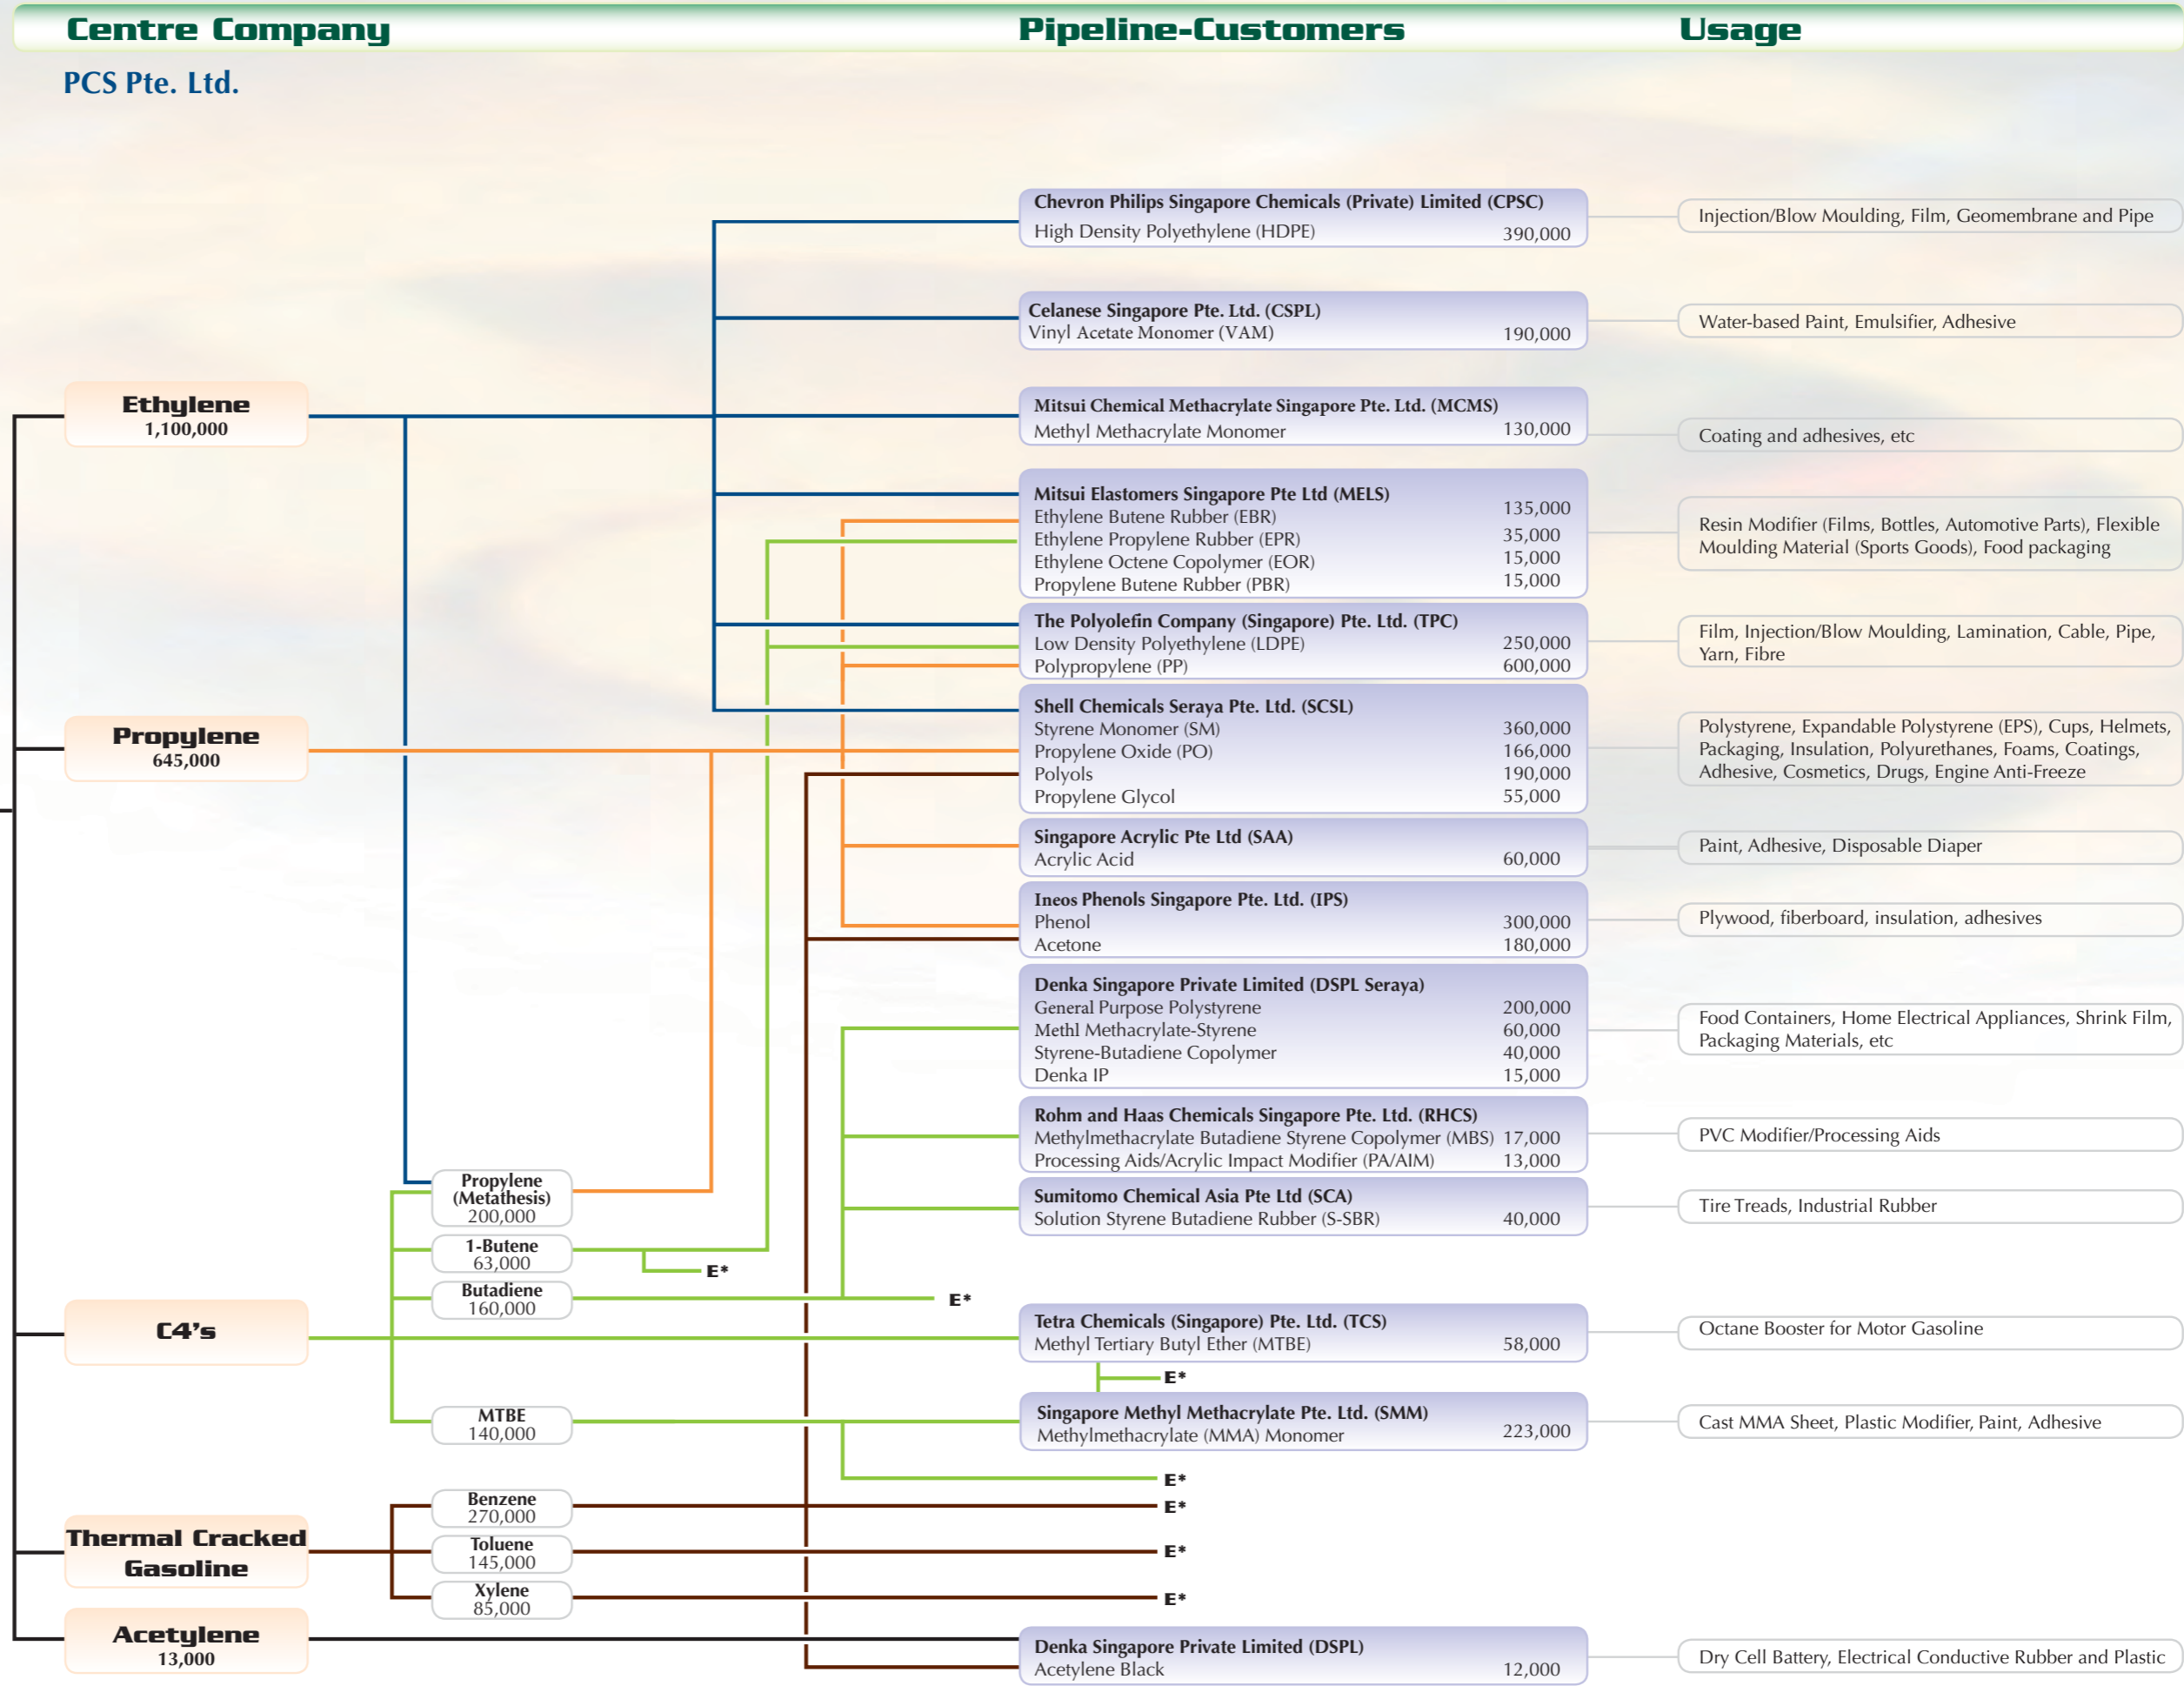 Centre Company
Pipeline-Customers
Usage
PCS Pte. Ltd.
Ethylene
1,100,000
Propylene
645,000
C4's
Thermal Cracked
Gasoline
Acetylene
13,000
Propylene
(Metathesis)
200,000
1-Butene
63,000
E*
Butadiene
160,000
E*
MTBE
140,000
Benzene
270,000
Toluene
145,000
Xylene
85,000
Chevron Philips Singapore Chemicals (Private) Limited (CPSC)
High Density Polyethylene (HDPE) 390,000
Injection/Blow Moulding, Film, Geomembrane and Pipe
Celanese Singapore Pte. Ltd. (CSPL)
Vinyl Acetate Monomer (VAM) 190,000
Water-based Paint, Emulsifier, Adhesive
Mitsui Chemical Methacrylate Singapore Pte. Ltd. (MCMS)
Methyl Methacrylate Monomer 130,000
Coating and adhesives, etc
Mitsui Elastomers Singapore Pte Ltd (MELS)
135,000
Ethylene Butene Rubber (EBR)
Ethylene Propylene Rubber (EPR) 35,000
Ethylene Octene Copolymer (EOR) 15,000
Propylene Butene Rubber (PBR) 15,000
Resin Modifier (Films, Bottles, Automotive Parts), Flexible
Moulding Material (Sports Goods), Food packaging
The Polyolefin Company (Singapore) Pte. Ltd. (TPC)
Low Density Polyethylene (LDPE) 250,000
Polypropylene (PP) 600,000
Film, Injection/Blow Moulding, Lamination, Cable, Pipe,
Yarn, Fibre
Shell Chemicals Seraya Pte. Ltd. (SCSL)
Styrene Monomer (SM) 360,000
Propylene Oxide (PO) 166,000
Polyols 190,000
Propylene Glycol 55,000
Polystyrene, Expandable Polystyrene (EPS), Cups, Helmets,
Packaging, Insulation, Polyurethanes, Foams, Coatings,
Adhesive, Cosmetics, Drugs, Engine Anti-Freeze
Singapore Acrylic Pte Ltd (SAA)
Acrylic Acid 60,000
Paint, Adhesive, Disposable Diaper
Ineos Phenols Singapore Pte. Ltd. (IPS)
Phenol 300,000
Acetone 180,000
Plywood, fiberboard, insulation, adhesives
Denka Singapore Private Limited (DSPL Seraya)
General Purpose Polystyrene 200,000
Methl Methacrylate-Styrene 60,000
Styrene-Butadiene Copolymer 40,000
Denka IP 15,000
Food Containers, Home Electrical Appliances, Shrink Film,
Packaging Materials, etc
Rohm and Haas Chemicals Singapore Pte. Ltd. (RHCS)
Methylmethacrylate Butadiene Styrene Copolymer (MBS) 17,000
Processing Aids/Acrylic Impact Modifier (PA/AIM) 13,000
PVC Modifier/Processing Aids
Sumitomo Chemical Asia Pte Ltd (SCA)
Solution Styrene Butadiene Rubber (S-SBR) 40,000
Tire Treads, Industrial Rubber
Tetra Chemicals (Singapore) Pte. Ltd. (TCS)
Methyl Tertiary Butyl Ether (MTBE) 58,000
Octane Booster for Motor Gasoline
E*
Singapore Methyl Methacrylate Pte. Ltd. (SMM)
Methylmethacrylate (MMA) Monomer 223,000
Cast MMA Sheet, Plastic Modifier, Paint, Adhesive
E*
E*
E*
E*
Denka Singapore Private Limited (DSPL)
Acetylene Black 12,000
Dry Cell Battery, Electrical Conductive Rubber and Plastic